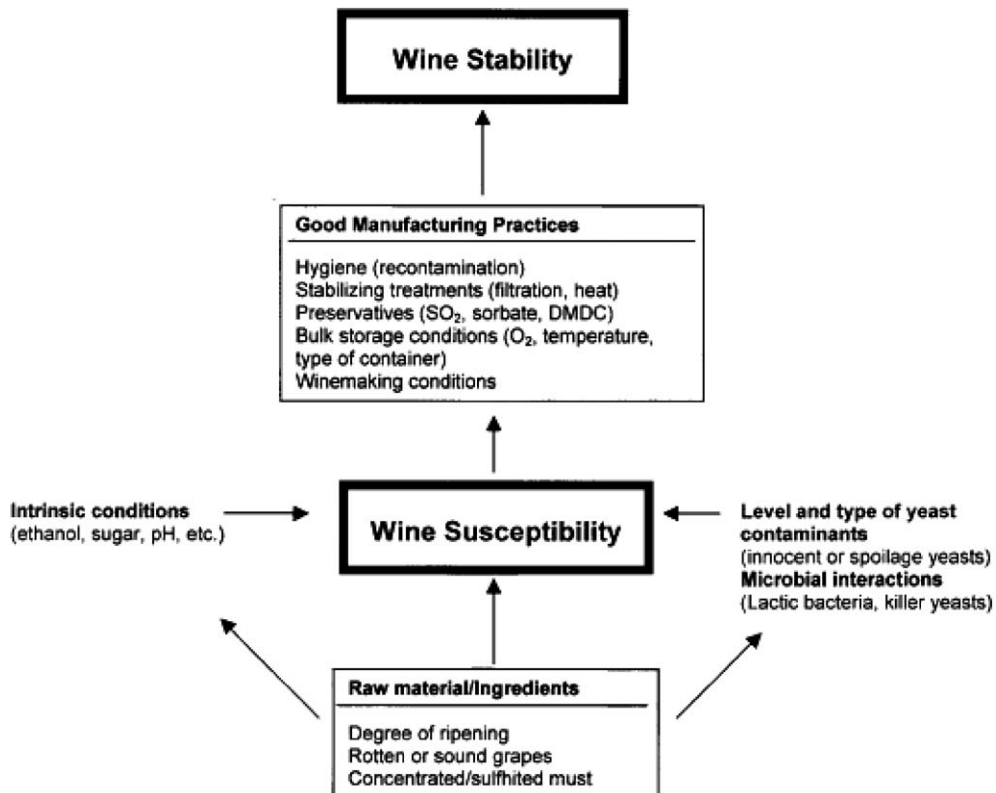 Wine Stability
Good Manufacturing Practices
Hygiene (recontamination)
Stabilizing treatments (filtration, heat)
Preservatives (SO₂, sorbate, DMDC)
Bulk storage conditions (O₂, temperature,
type of container)
Winemaking conditions
Intrinsic conditions
(ethanol, sugar, pH, etc.)
Wine Susceptibility
Level and type of yeast
contaminants
(innocent or spoilage yeasts)
Microbial interactions
(Lactic bacteria, killer yeasts)
Raw material/Ingredients
Degree of ripening
Rotten or sound grapes
Concentrated/sulfhited must